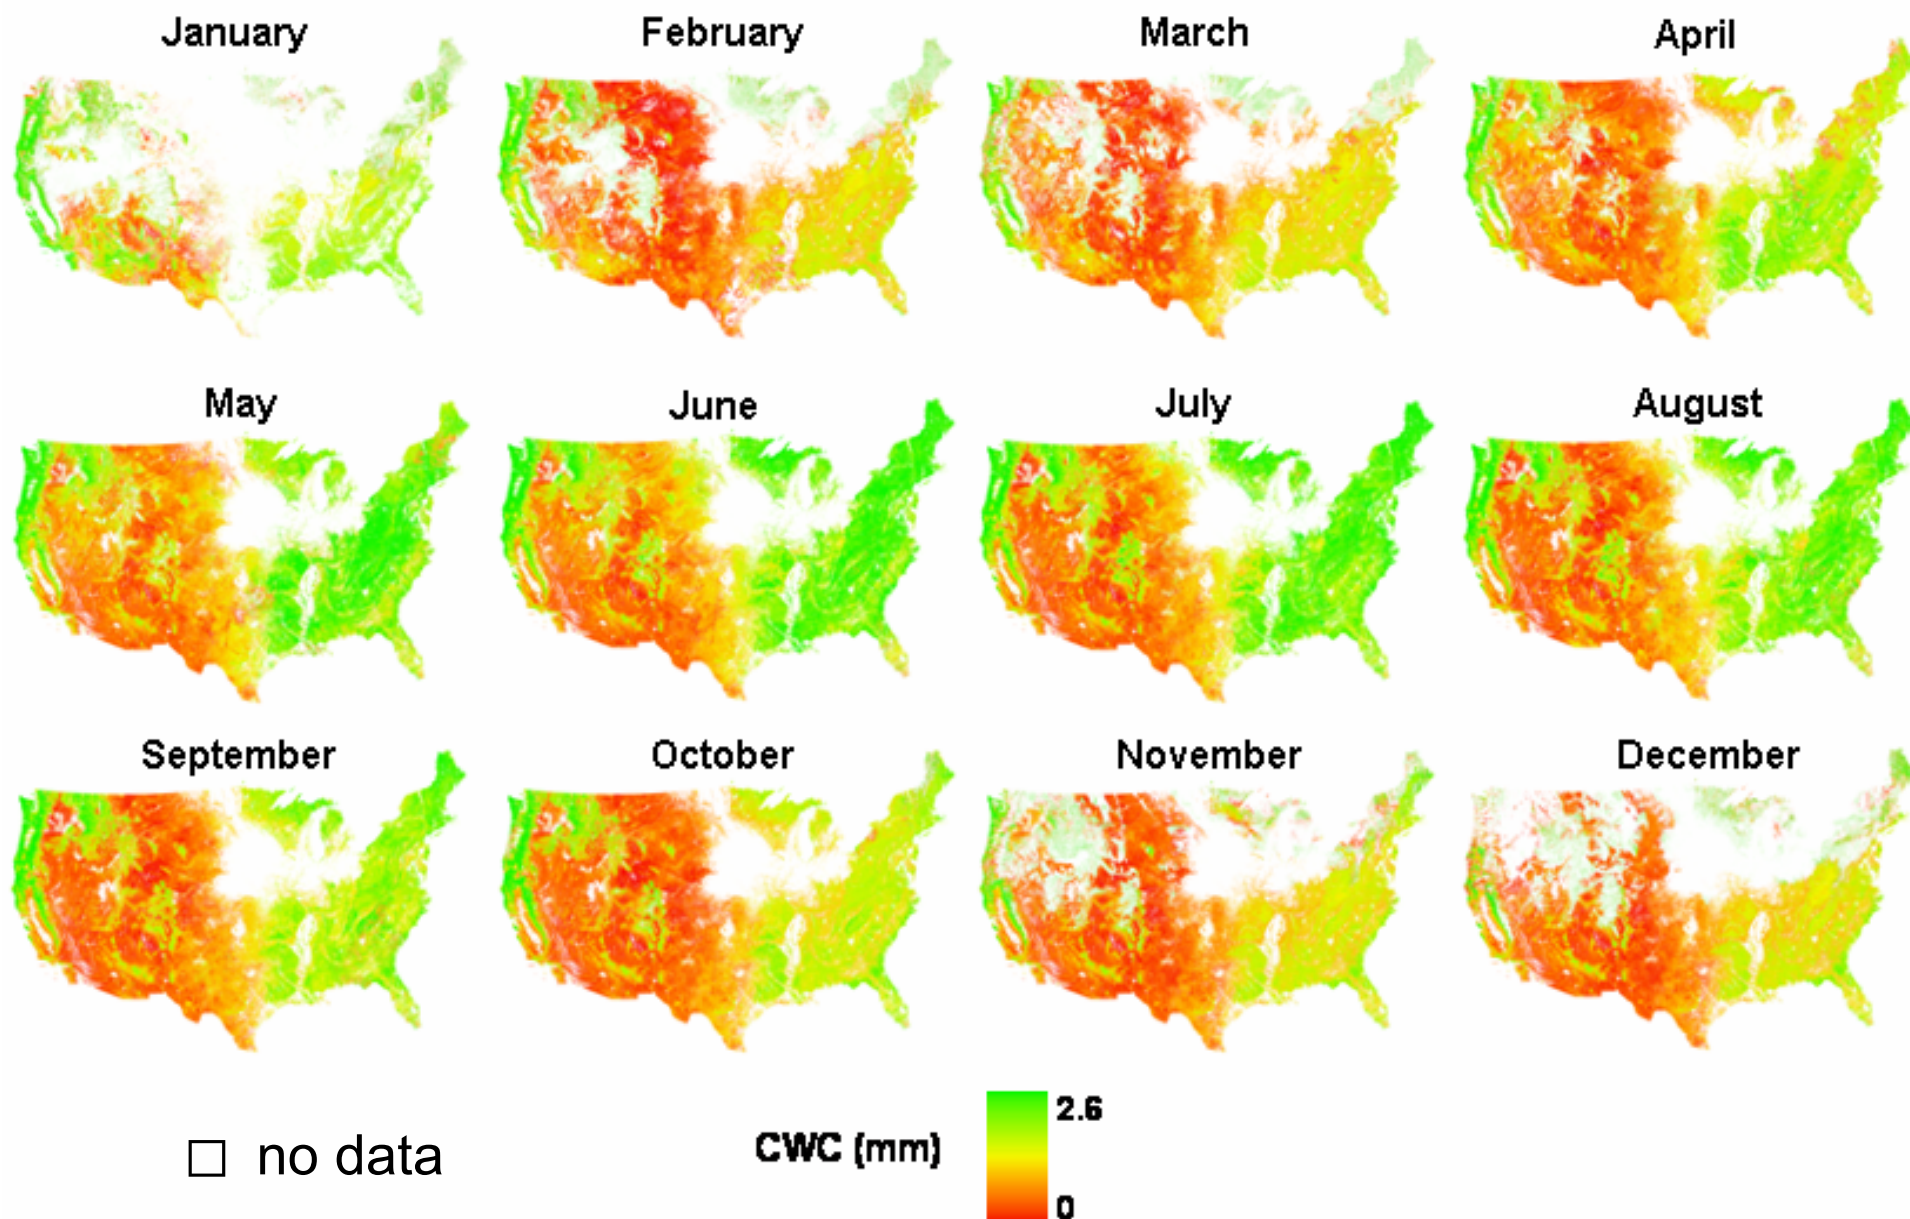 January
February
March
April
May
June
July
August
September
October
November
December
no data
CWC (mm)
2.6
0